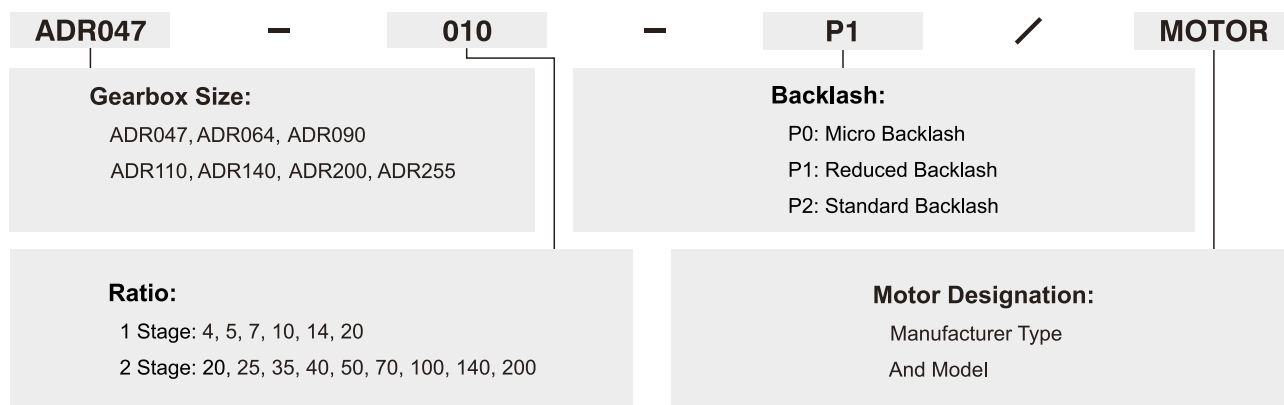 ADR047 – 010 – P1 / MOTOR
Gearbox Size:
ADR047, ADR064, ADR090
ADR110, ADR140, ADR200, ADR255
Backlash:
P0: Micro Backlash
P1: Reduced Backlash
P2: Standard Backlash
Ratio:
1 Stage: 4, 5, 7, 10, 14, 20
2 Stage: 20, 25, 35, 40, 50, 70, 100, 140, 200
Motor Designation:
Manufacturer Type
And Model